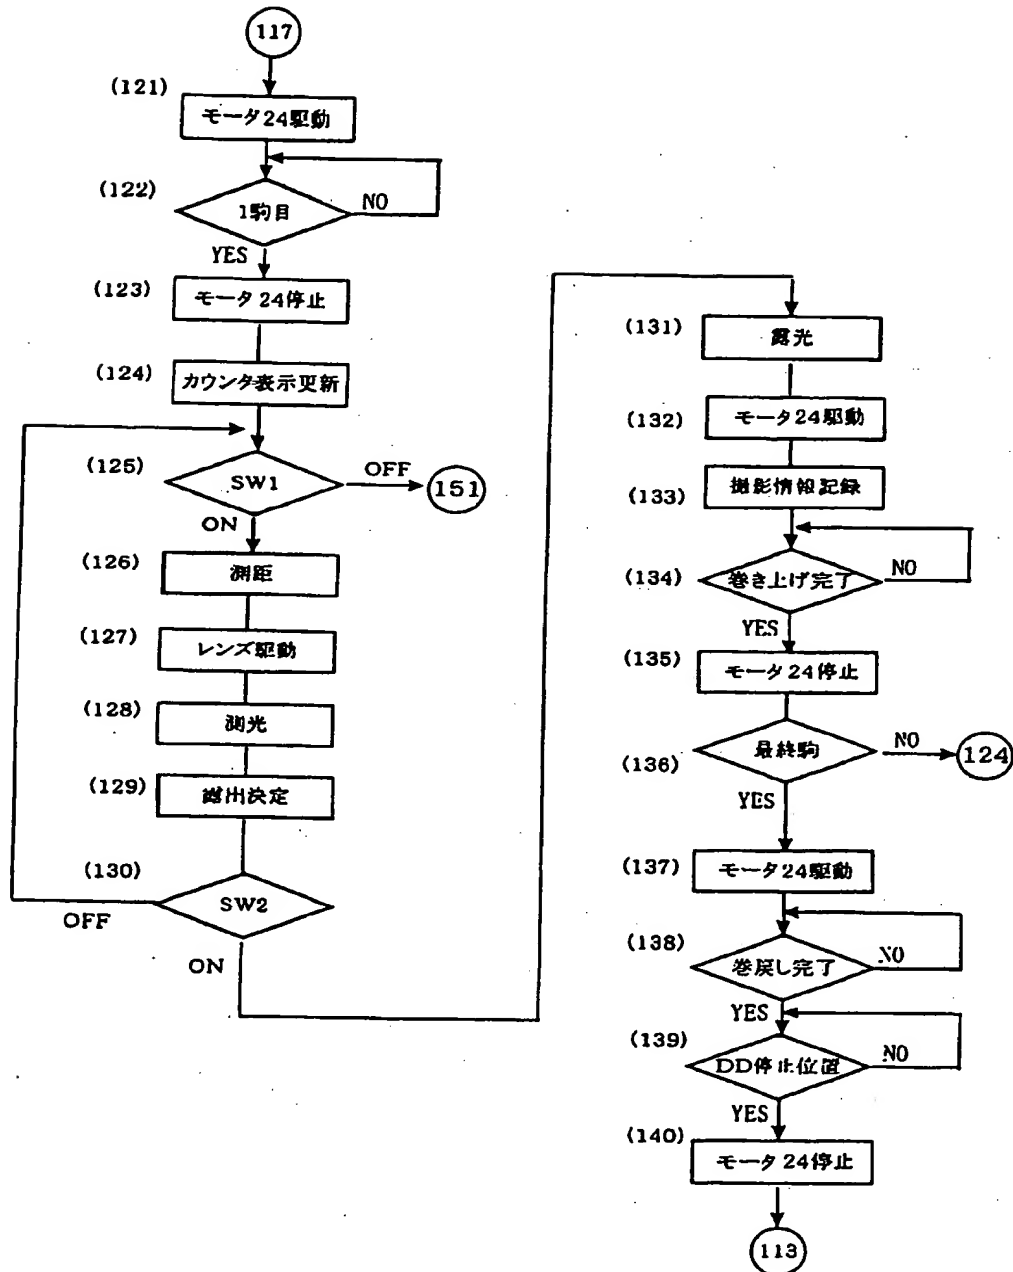 117
(121)
モータ24駆動
(122)
1駒目
NO
YES
(123)
モータ24停止
(124)
カウンタ表示更新
(125)
SW1
OFF
151
ON
(126)
測距
(127)
レンズ駆動
(128)
測光
(129)
露出決定
(130)
SW2
OFF
ON
(131)
露光
(132)
モータ24駆動
(133)
撮影情報記録
(134)
巻き上げ完了
NO
YES
(135)
モータ24停止
(136)
最終駒
NO
124
YES
(137)
モータ24駆動
(138)
巻戻し完了
NO
YES
(139)
DD停止位置
NO
YES
(140)
モータ24停止
113